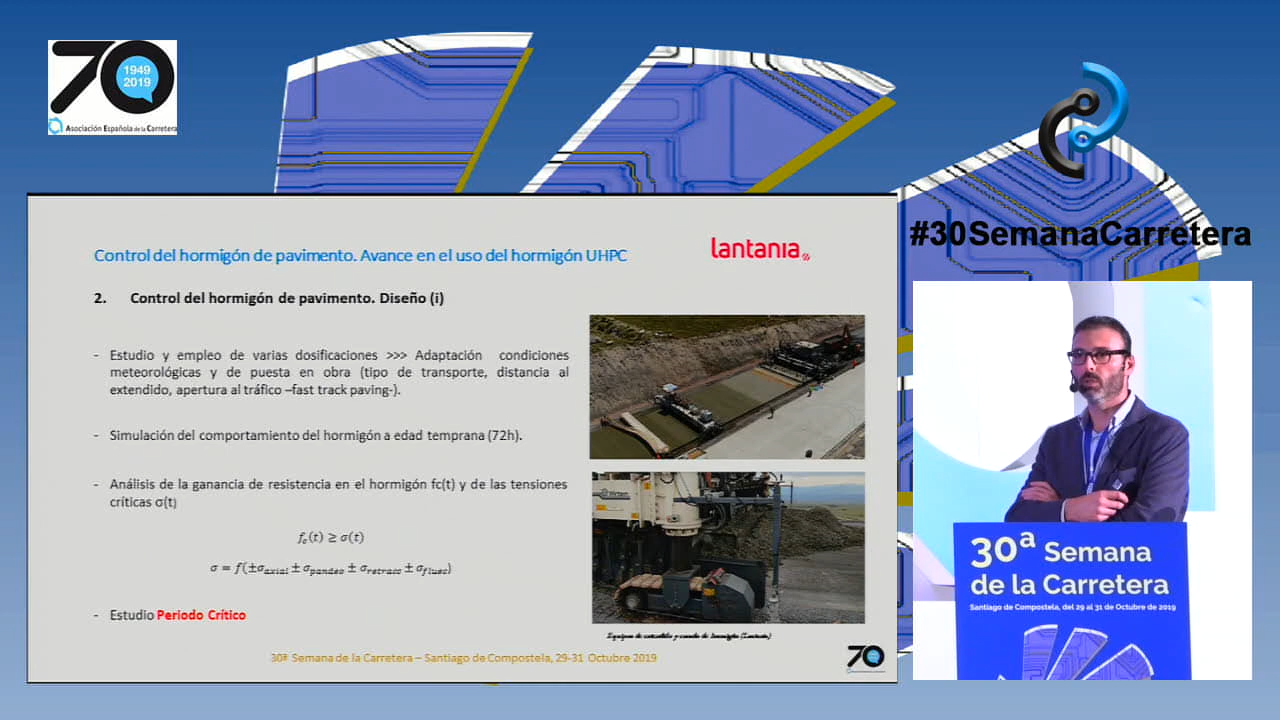 70
1949
2019
Asociación Española de la Carretera
#30SemanaCarretera
Control del hormigón de pavimento. Avance en el uso del hormigón UHPC
lantania
2. Control del hormigón de pavimento. Diseño (i)
- Estudio y empleo de varias dosificaciones >>> Adaptación condiciones
meteorológicas y de puesta en obra (tipo de transporte, distancia al
extendido, apertura al tráfico –fast track paving-).
- Simulación del comportamiento del hormigón a edad temprana (72h).
- Análisis de la ganancia de resistencia en el hormigón fc(t) y de las tensiones
críticas σ(t)
f_c(t) ≥ σ(t)
σ = f(±σ_axial ± σ_pandeo ± σ_retracc ± σ_fluec)
- Estudio Periodo Crítico
30ª Semana de la Carretera – Santiago de Compostela, 29-31 Octubre 2019
70
30ª Semana
de la Carretera
Santiago de Compostela, del 29 al 31 de Octubre de 2019